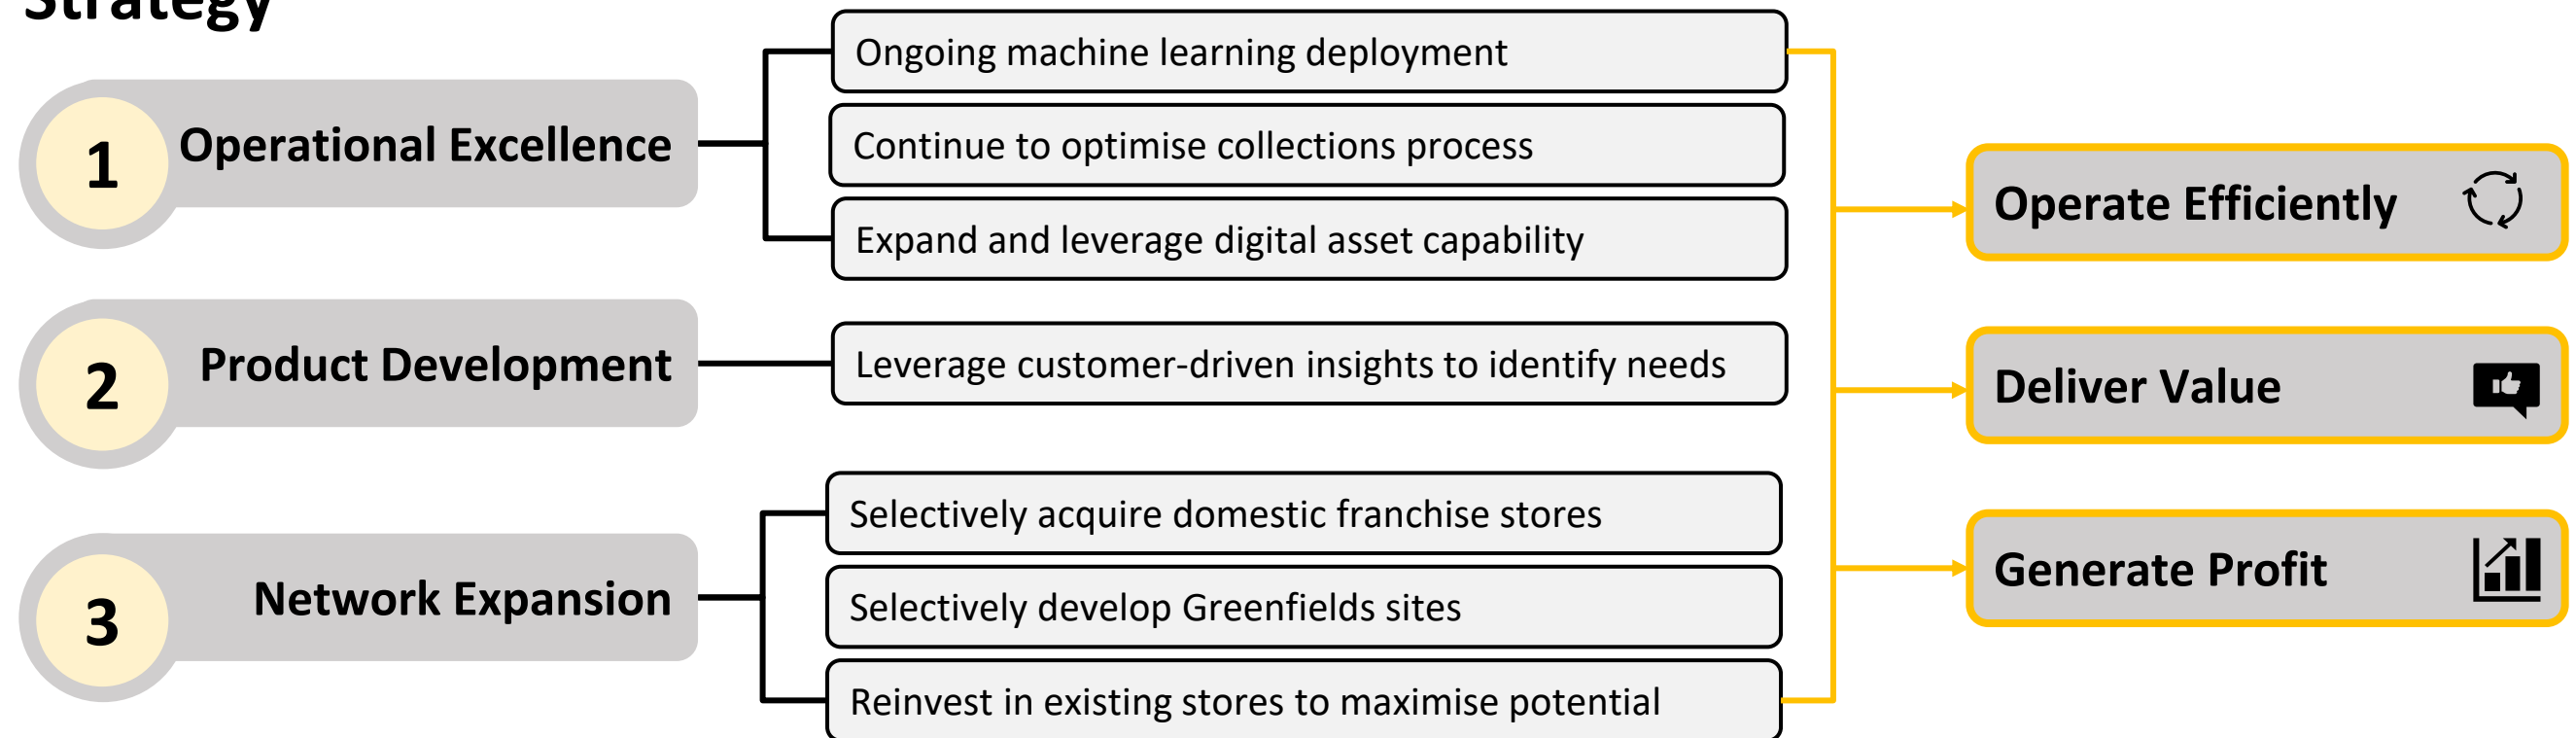 Strategy
1
Operational Excellence
Ongoing machine learning deployment
Continue to optimise collections process
Expand and leverage digital asset capability
2
Product Development
Leverage customer-driven insights to identify needs
3
Network Expansion
Selectively acquire domestic franchise stores
Selectively develop Greenfields sites
Reinvest in existing stores to maximise potential
Operate Efficiently
Deliver Value
Generate Profit